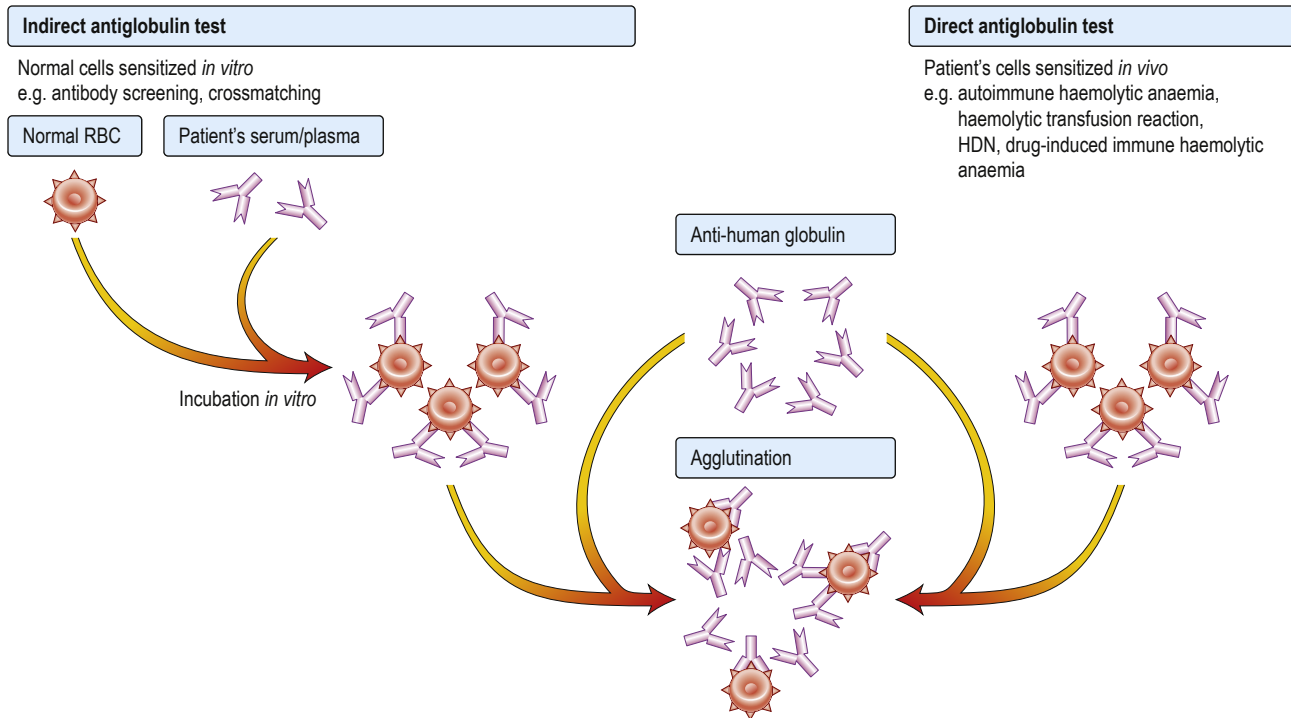 Indirect antiglobulin test
Normal cells sensitized in vitro
e.g. antibody screening, crossmatching
Normal RBC
Patient's serum/plasma
Incubation in vitro
Anti-human globulin
Agglutination
Direct antiglobulin test
Patient's cells sensitized in vivo
e.g. autoimmune haemolytic anaemia,
haemolytic transfusion reaction,
HDN, drug-induced immune haemolytic
anaemia